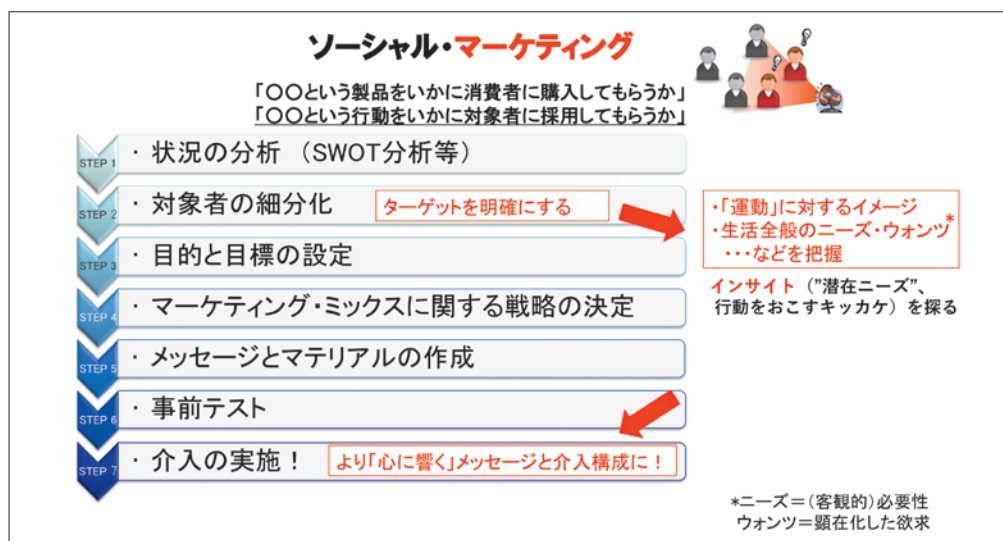 ソーシャル・マーケティング
「〇〇という製品をいかに消費者に購入してもらうか」
「〇〇という行動をいかに対象者に採用してもらうか」
STEP 1
・状況の分析 （SWOT分析等）
STEP 2
・対象者の細分化
ターゲットを明確にする
・「運動」に対するイメージ
・生活全般のニーズ・ウォンツ*
・・・などを把握
インサイト（"潜在ニーズ"、
行動をおこすキッカケ）を探る
STEP 3
・目的と目標の設定
STEP 4
・マーケティング・ミックスに関する戦略の決定
STEP 5
・メッセージとマテリアルの作成
STEP 6
・事前テスト
STEP 7
・介入の実施！
より「心に響く」メッセージと介入構成に！
*ニーズ＝（客観的）必要性
ウォンツ＝顕在化した欲求